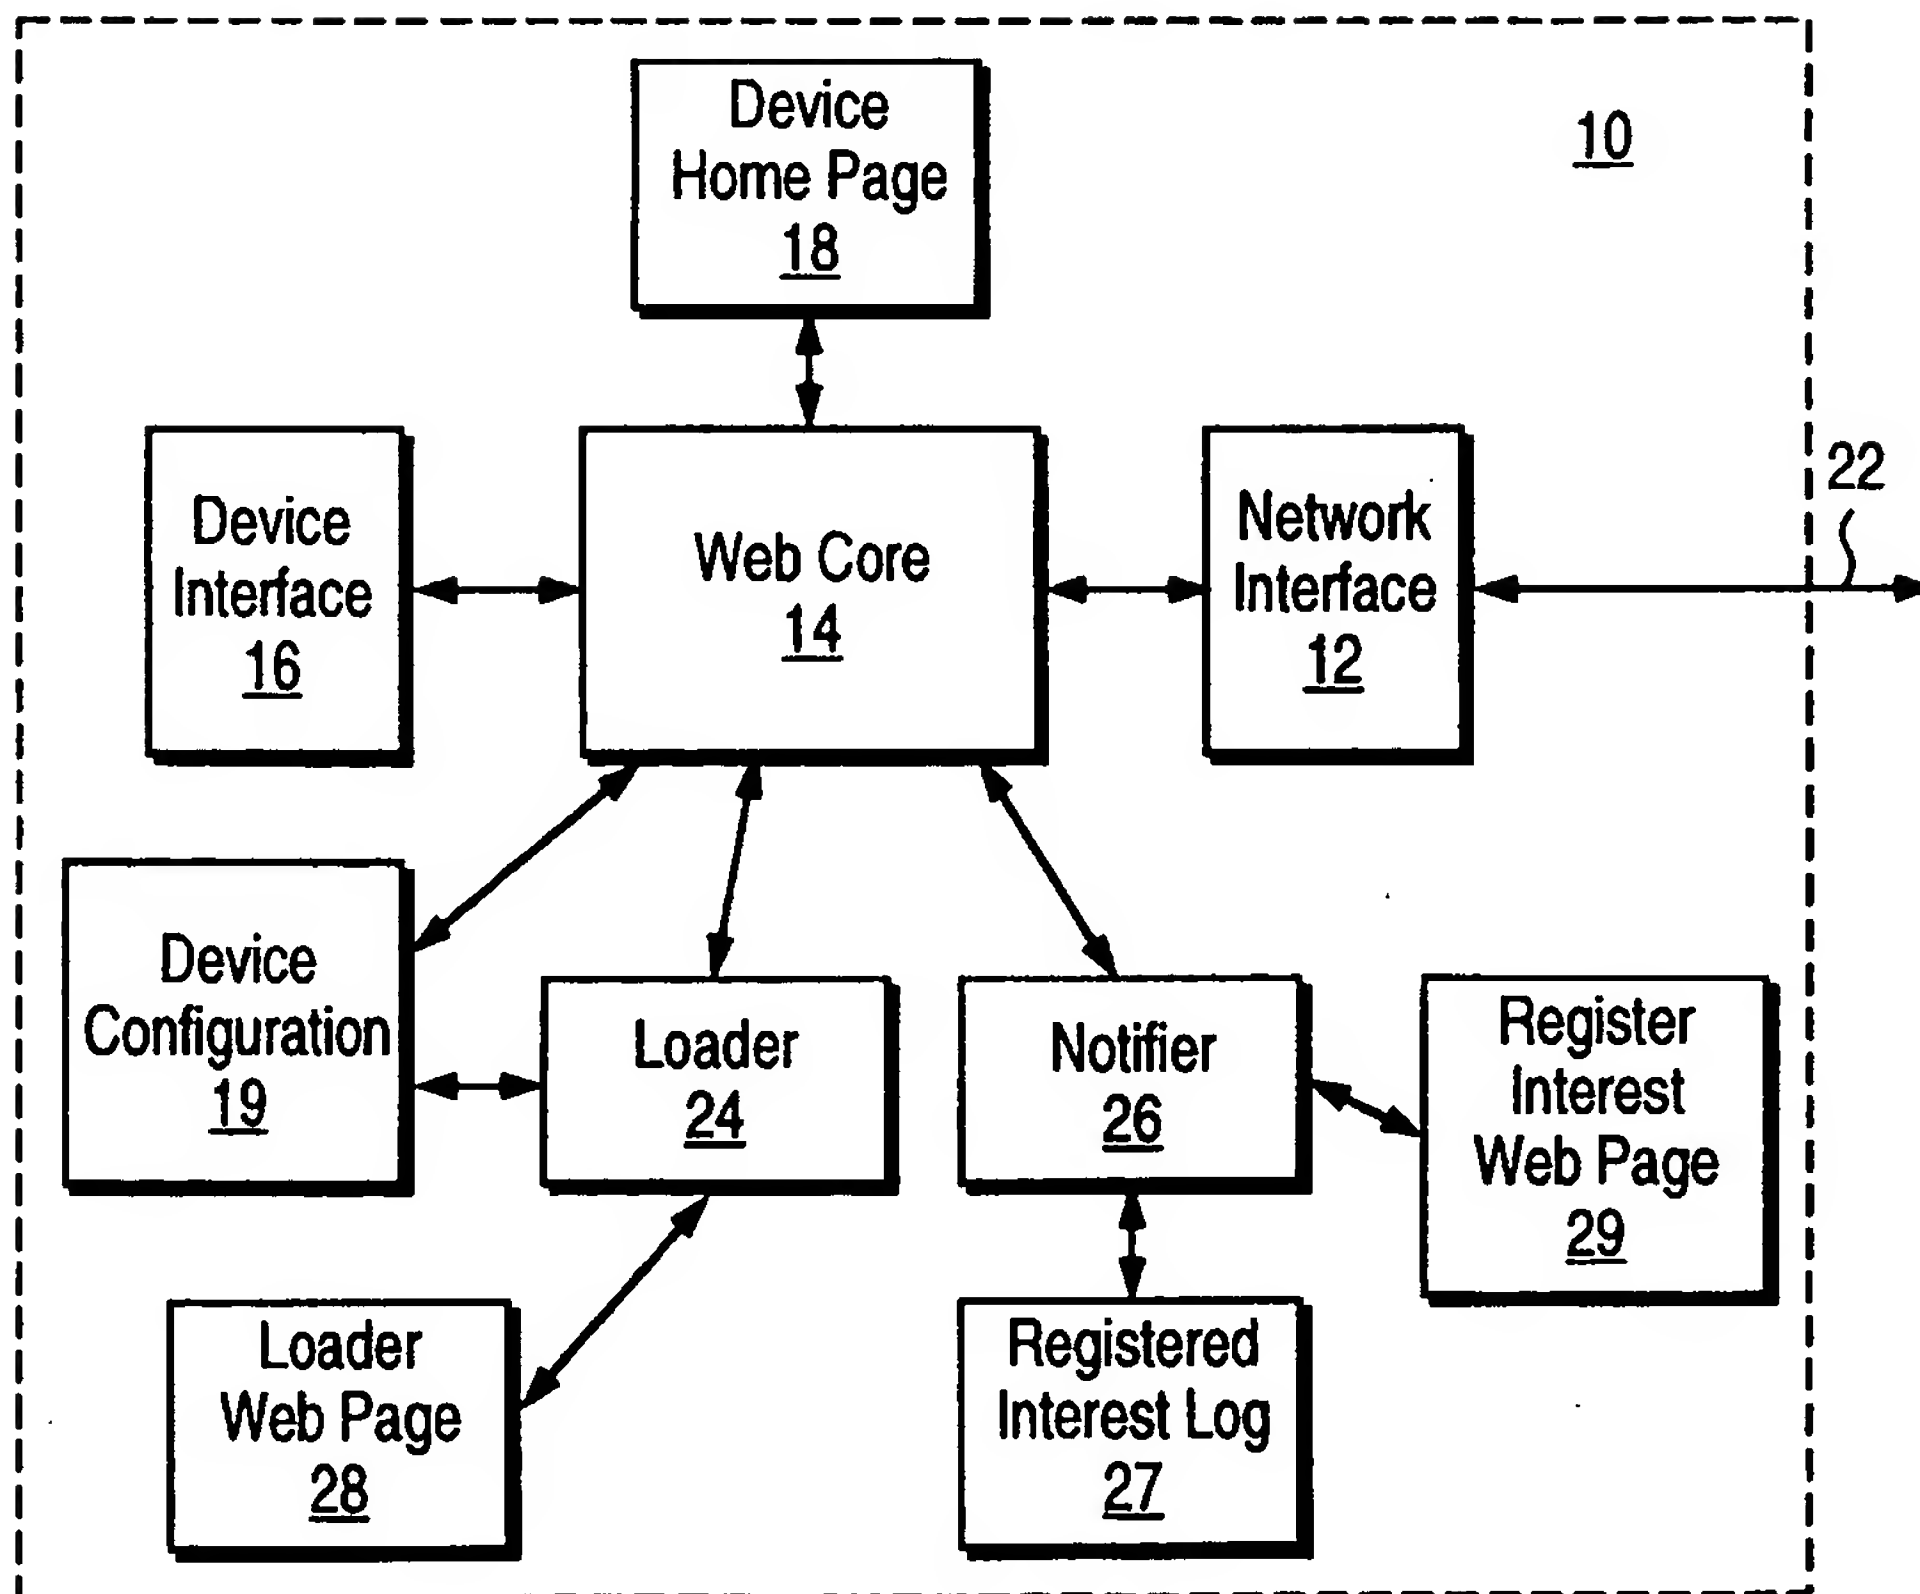 Device
Home Page
18
10
Device
Interface
16
Web Core
14
Network
Interface
12
22
Device
Configuration
19
Loader
24
Notifier
26
Register
Interest
Web Page
29
Loader
Web Page
28
Registered
Interest Log
27